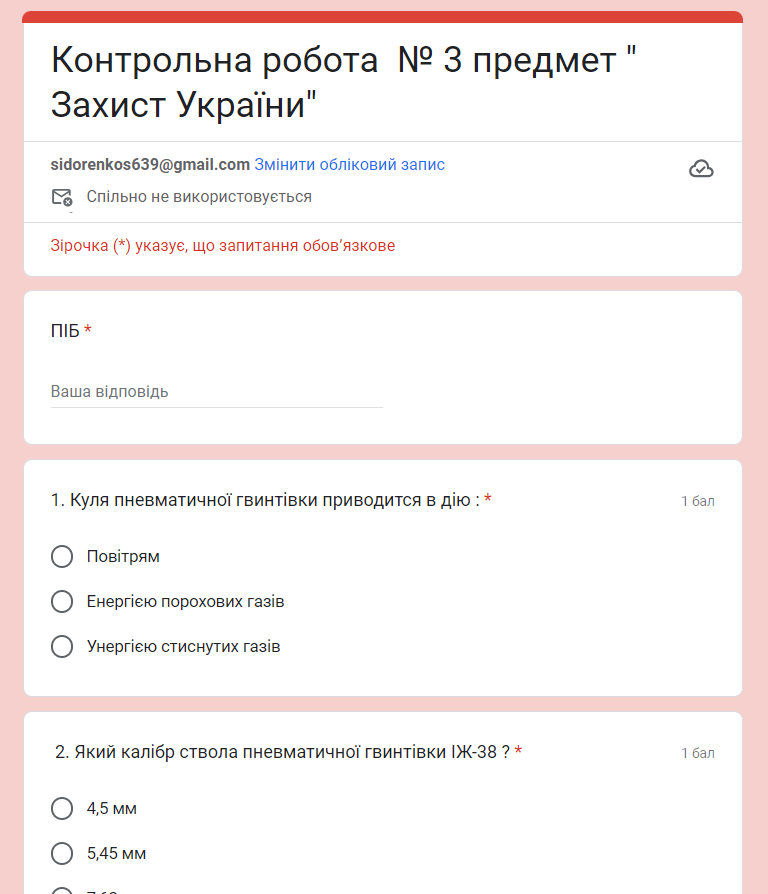 Контрольна робота № 3 предмет "
Захист України"
sidorenkos639@gmail.com Змінити обліковий запис
Спільно не використовується
Зірочка (*) указує, що запитання обов’язкове
ПІБ *
Ваша відповідь
1. Куля пневматичної гвинтівки приводится в дію : *
1 бал
Повітрям
Енергією порохових газів
Унергією стиснутих газів
2. Який калібр ствола пневматичної гвинтівки ІЖ-38 ? *
1 бал
4,5 мм
5,45 мм